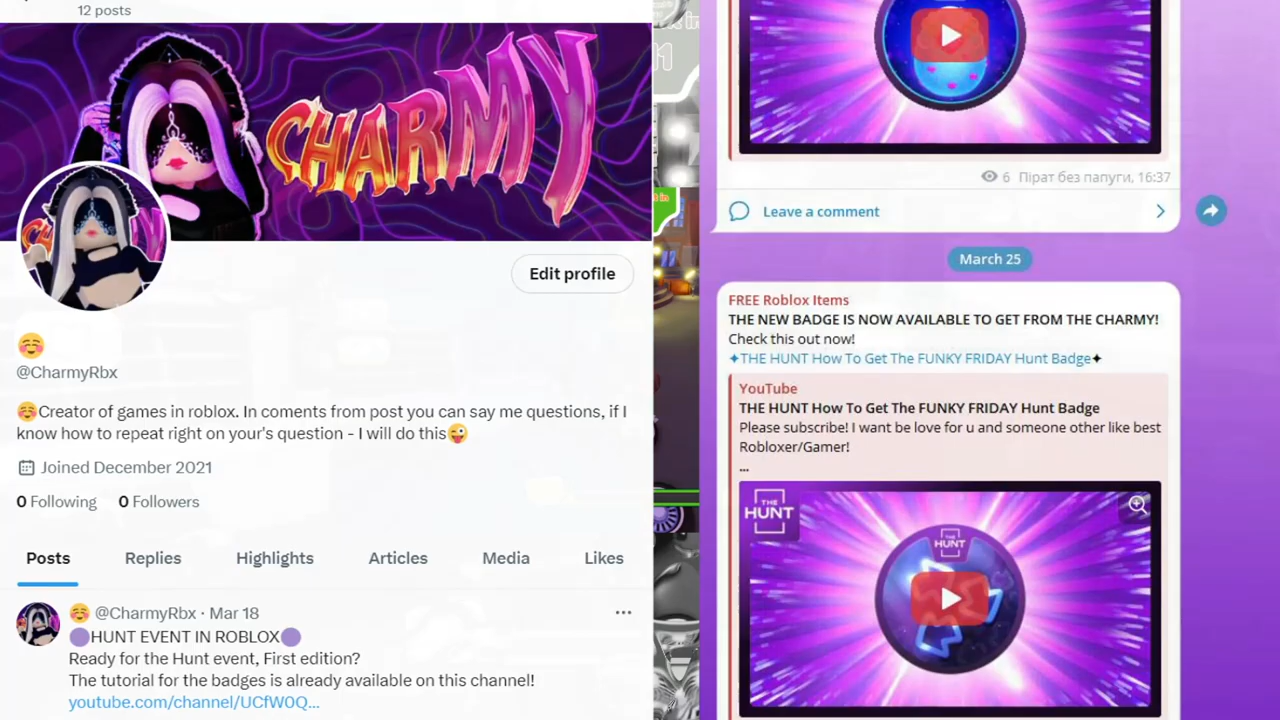 12 posts
CHARMY
Edit profile
@CharmyRbx
☺️Creator of games in roblox. In coments from post you can say me questions, if I
know how to repeat right on your's question - I will do this😜
Joined December 2021
0 Following 0 Followers
Posts Replies Highlights Articles Media Likes
☺️ @CharmyRbx · Mar 18
🟣HUNT EVENT IN ROBLOX🟣
Ready for the Hunt event, First edition?
The tutorial for the badges is already available on this channel!
youtube.com/channel/UCfW0Q...
6 Пірат без папуги, 16:37
Leave a comment
March 25
FREE Roblox Items
THE NEW BADGE IS NOW AVAILABLE TO GET FROM THE CHARMY!
Check this out now!
✦THE HUNT How To Get The FUNKY FRIDAY Hunt Badge✦
YouTube
THE HUNT How To Get The FUNKY FRIDAY Hunt Badge
Please subscribe! I want be love for u and someone other like best
Robloxer/Gamer!
...
THE
HUNT
THE
HUNT